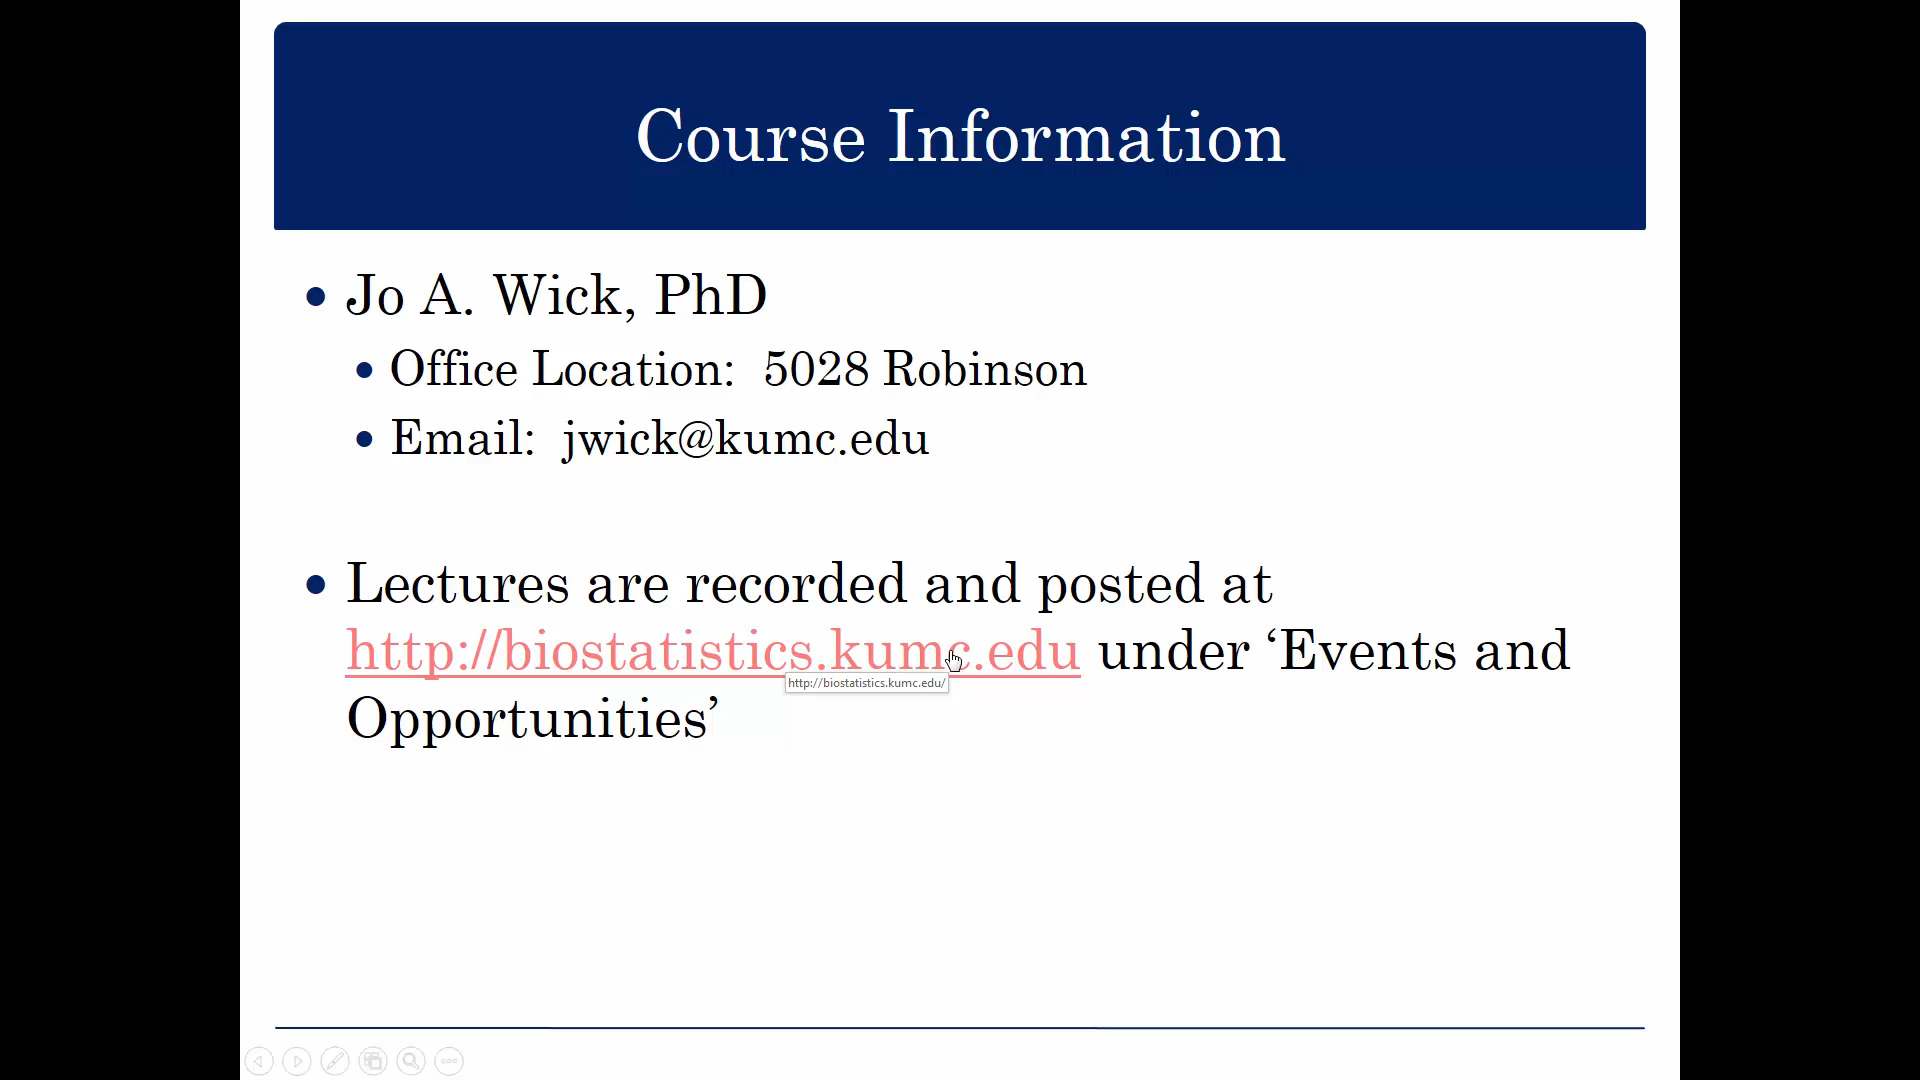 Course Information
• Jo A. Wick, PhD
• Office Location: 5028 Robinson
• Email: jwick@kumc.edu
• Lectures are recorded and posted at
http://biostatistics.kumc.edu under ‘Events and
http://biostatistics.kumc.edu/
Opportunities’